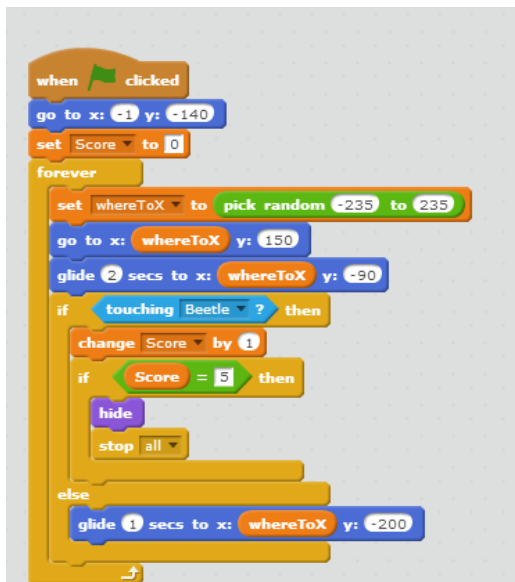 when clicked
go to x: -1 y: -140
set Score to 0
forever
set whereToX to pick random -235 to 235
go to x: whereToX y: 150
glide 2 secs to x: whereToX y: -90
if touching Beetle ? then
change Score by 1
if Score = 5 then
hide
stop all
else
glide 1 secs to x: whereToX y: -200